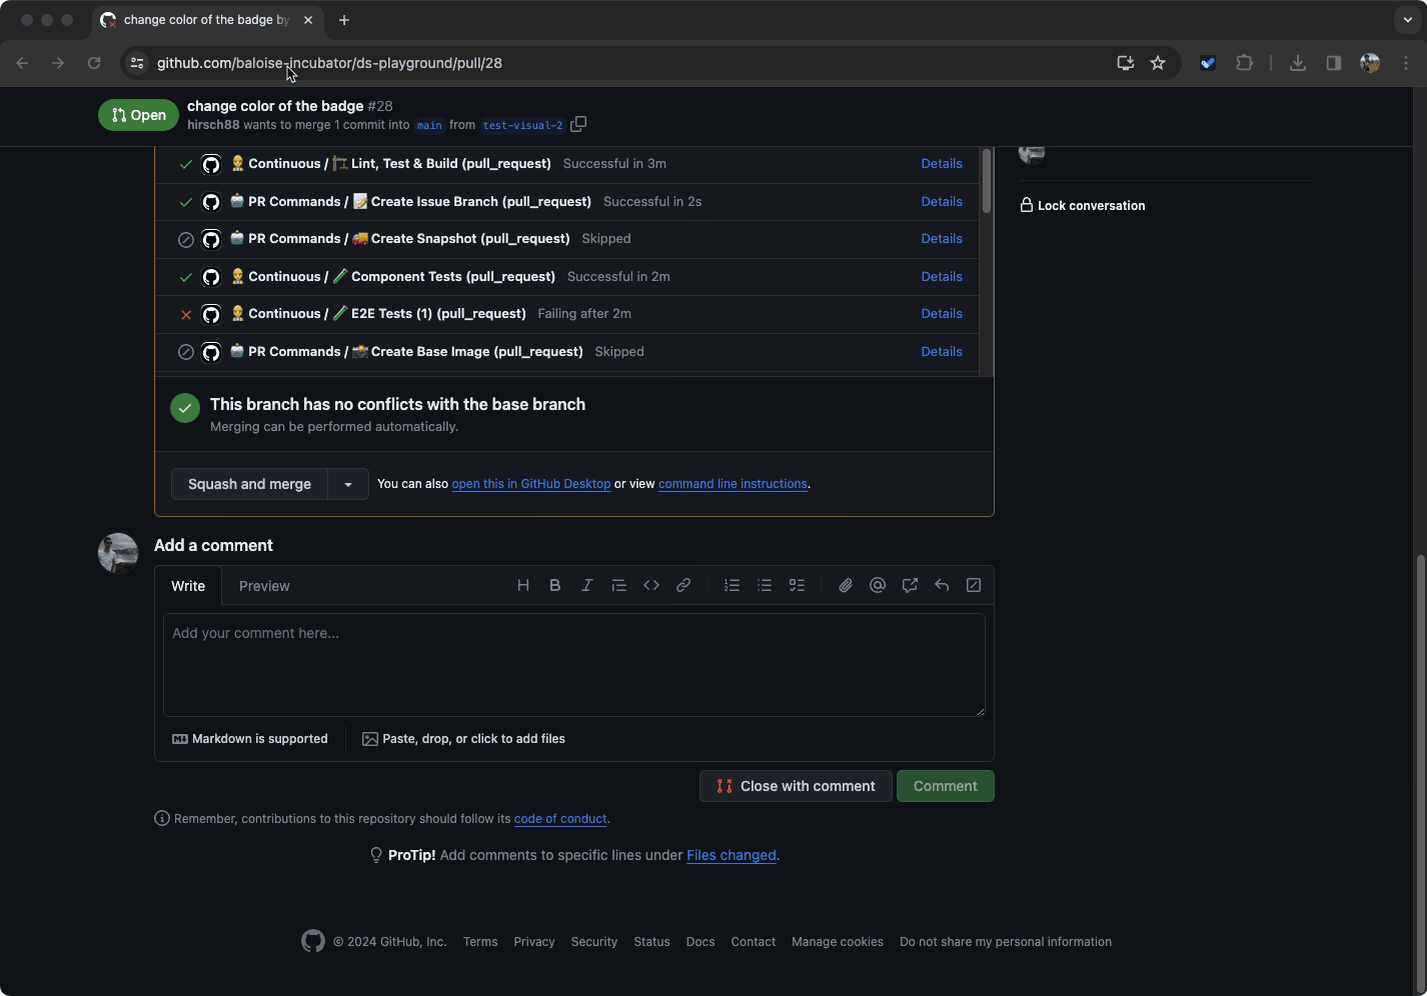 change color of the badge by
github.com/baloise-incubator/ds-playground/pull/28
Open
change color of the badge #28
hirsch88 wants to merge 1 commit into main from test-visual-2
Continuous / Lint, Test & Build (pull_request) Successful in 3m Details
PR Commands / Create Issue Branch (pull_request) Successful in 2s Details
PR Commands / Create Snapshot (pull_request) Skipped Details
Continuous / Component Tests (pull_request) Successful in 2m Details
Continuous / E2E Tests (1) (pull_request) Failing after 2m Details
PR Commands / Create Base Image (pull_request) Skipped Details
Lock conversation
This branch has no conflicts with the base branch
Merging can be performed automatically.
Squash and merge
You can also open this in GitHub Desktop or view command line instructions.
Add a comment
Write Preview
Add your comment here...
Markdown is supported
Paste, drop, or click to add files
Close with comment Comment
Remember, contributions to this repository should follow its code of conduct.
ProTip! Add comments to specific lines under Files changed.
© 2024 GitHub, Inc. Terms Privacy Security Status Docs Contact Manage cookies Do not share my personal information